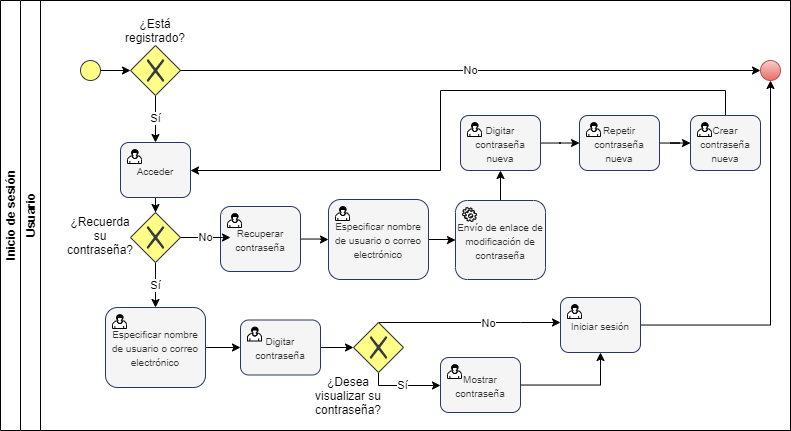 Inicio de sesión
Usuario
¿Está
registrado?
No
Sí
Acceder
Digitar
contraseña
nueva
Repetir
contraseña
nueva
Crear
contraseña
nueva
¿Recuerda
su
contraseña?
No
Recuperar
contraseña
Especificar nombre
de usuario o correo
electrónico
Envío de enlace de
modificación de
contraseña
Sí
Especificar nombre
de usuario o correo
electrónico
Digitar
contraseña
No
Iniciar sesión
¿Desea
visualizar su
contraseña?
Sí
Mostrar
contraseña